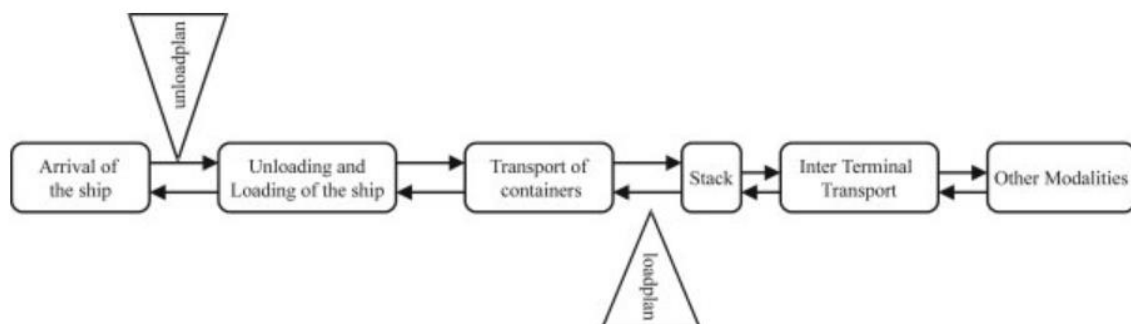 unloadplan
Arrival of
the ship
Unloading and
Loading of the ship
Transport of
containers
Stack
Inter Terminal
Transport
Other Modalities
loadplan